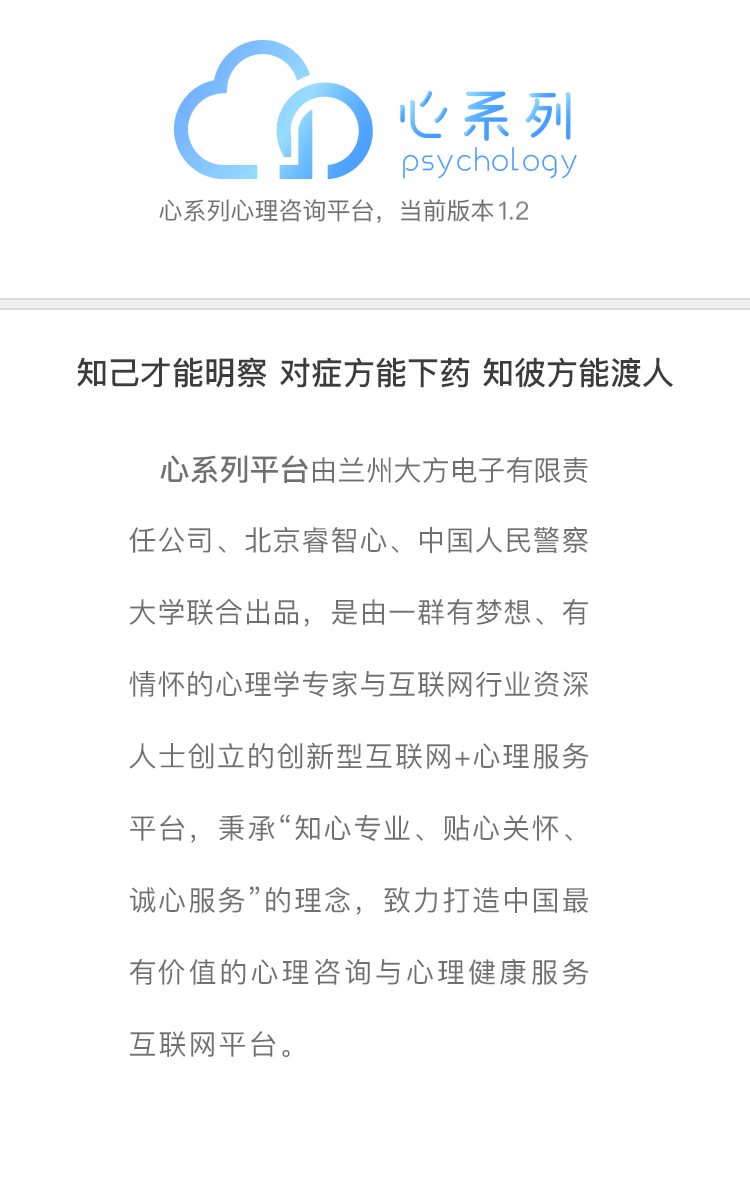 心系列
psychology
心系列心理咨询平台，当前版本1.2
知己才能明察 对症方能下药 知彼方能渡人
心系列平台由兰州大方电子有限责
任公司、北京睿智心、中国人民警察
大学联合出品，是由一群有梦想、有
情怀的心理学专家与互联网行业资深
人士创立的创新型互联网+心理服务
平台，秉承“知心专业、贴心关怀、
诚心服务”的理念，致力打造中国最
有价值的心理咨询与心理健康服务
互联网平台。